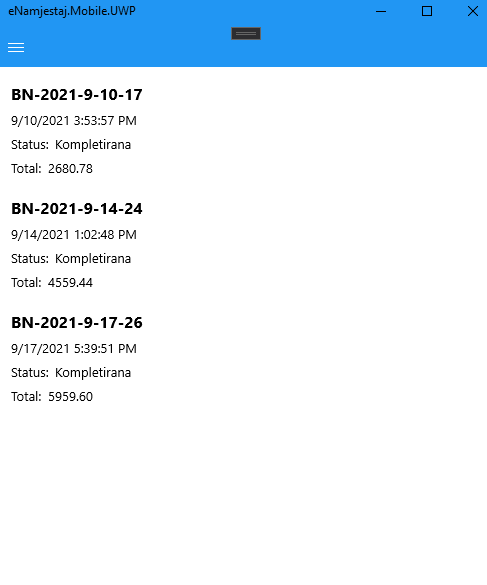 eNamjestaj.Mobile.UWP
BN-2021-9-10-17
9/10/2021 3:53:57 PM
Status: Kompletirana
Total: 2680.78
BN-2021-9-14-24
9/14/2021 1:02:48 PM
Status: Kompletirana
Total: 4559.44
BN-2021-9-17-26
9/17/2021 5:39:51 PM
Status: Kompletirana
Total: 5959.60